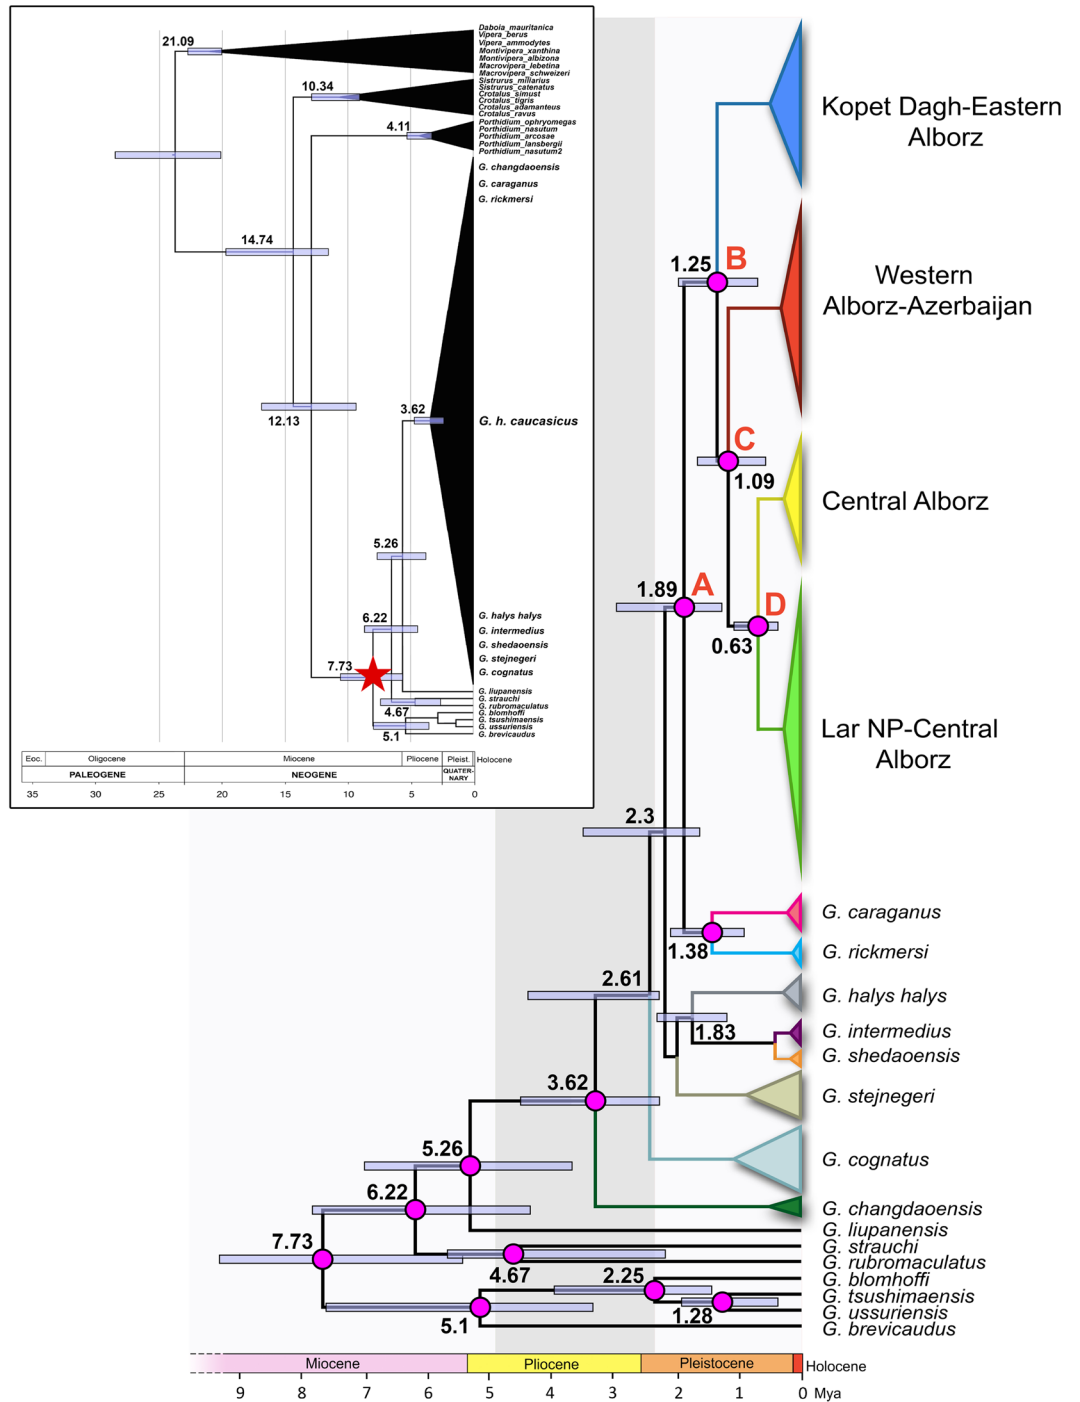 Daboia_mauritanica
Vipera_berus
Vipera_ammodytes
Montivipera_xanthina
Montivipera_albizona
Macrovipera_lebetina
Macrovipera_schweizeri
Sistrurus_miliarius
Sistrurus_catenatus
Crotalus_simust
Crotalus_tigris
Crotalus_adamanteus
Crotalus_ravus
Porthidium_ophryomegas
Porthidium_nasutum
Porthidium_arcosae
Porthidium_lansbergii
Porthidium_nasutum2
G. changdaoensis
G. caraganus
G. rickmersi
G. h. caucasicus
G. halys halys
G. intermedius
G. shedaoensis
G. stejnegeri
G. cognatus
G. liupanensis
G. strauchi
G. rubromaculatus
G. blomhoffi
G. tsushimaensis
G. ussuriensis
G. brevicaudus
21.09
10.34
4.11
14.74
12.13
3.62
5.26
6.22
7.73
4.67
5.1
Eoc. Oligocene Miocene Pliocene Pleist. Holocene
PALEOGENE NEOGENE QUATER-
NARY
35 30 25 20 15 10 5 0
Kopet Dagh-Eastern
Alborz
Western
Alborz-Azerbaijan
Central Alborz
Lar NP-Central
Alborz
G. caraganus
G. rickmersi
G. halys halys
G. intermedius
G. shedaoensis
G. stejnegeri
G. cognatus
G. changdaoensis
G. liupanensis
G. strauchi
G. rubromaculatus
G. blomhoffi
G. tsushimaensis
G. ussuriensis
G. brevicaudus
1.25 B
C
1.09
1.89 A
D
0.63
2.3
1.38
2.61
1.83
3.62
5.26
6.22
7.73
4.67
2.25
1.28
5.1
Miocene Pliocene Pleistocene Holocene
9 8 7 6 5 4 3 2 1 0 Mya